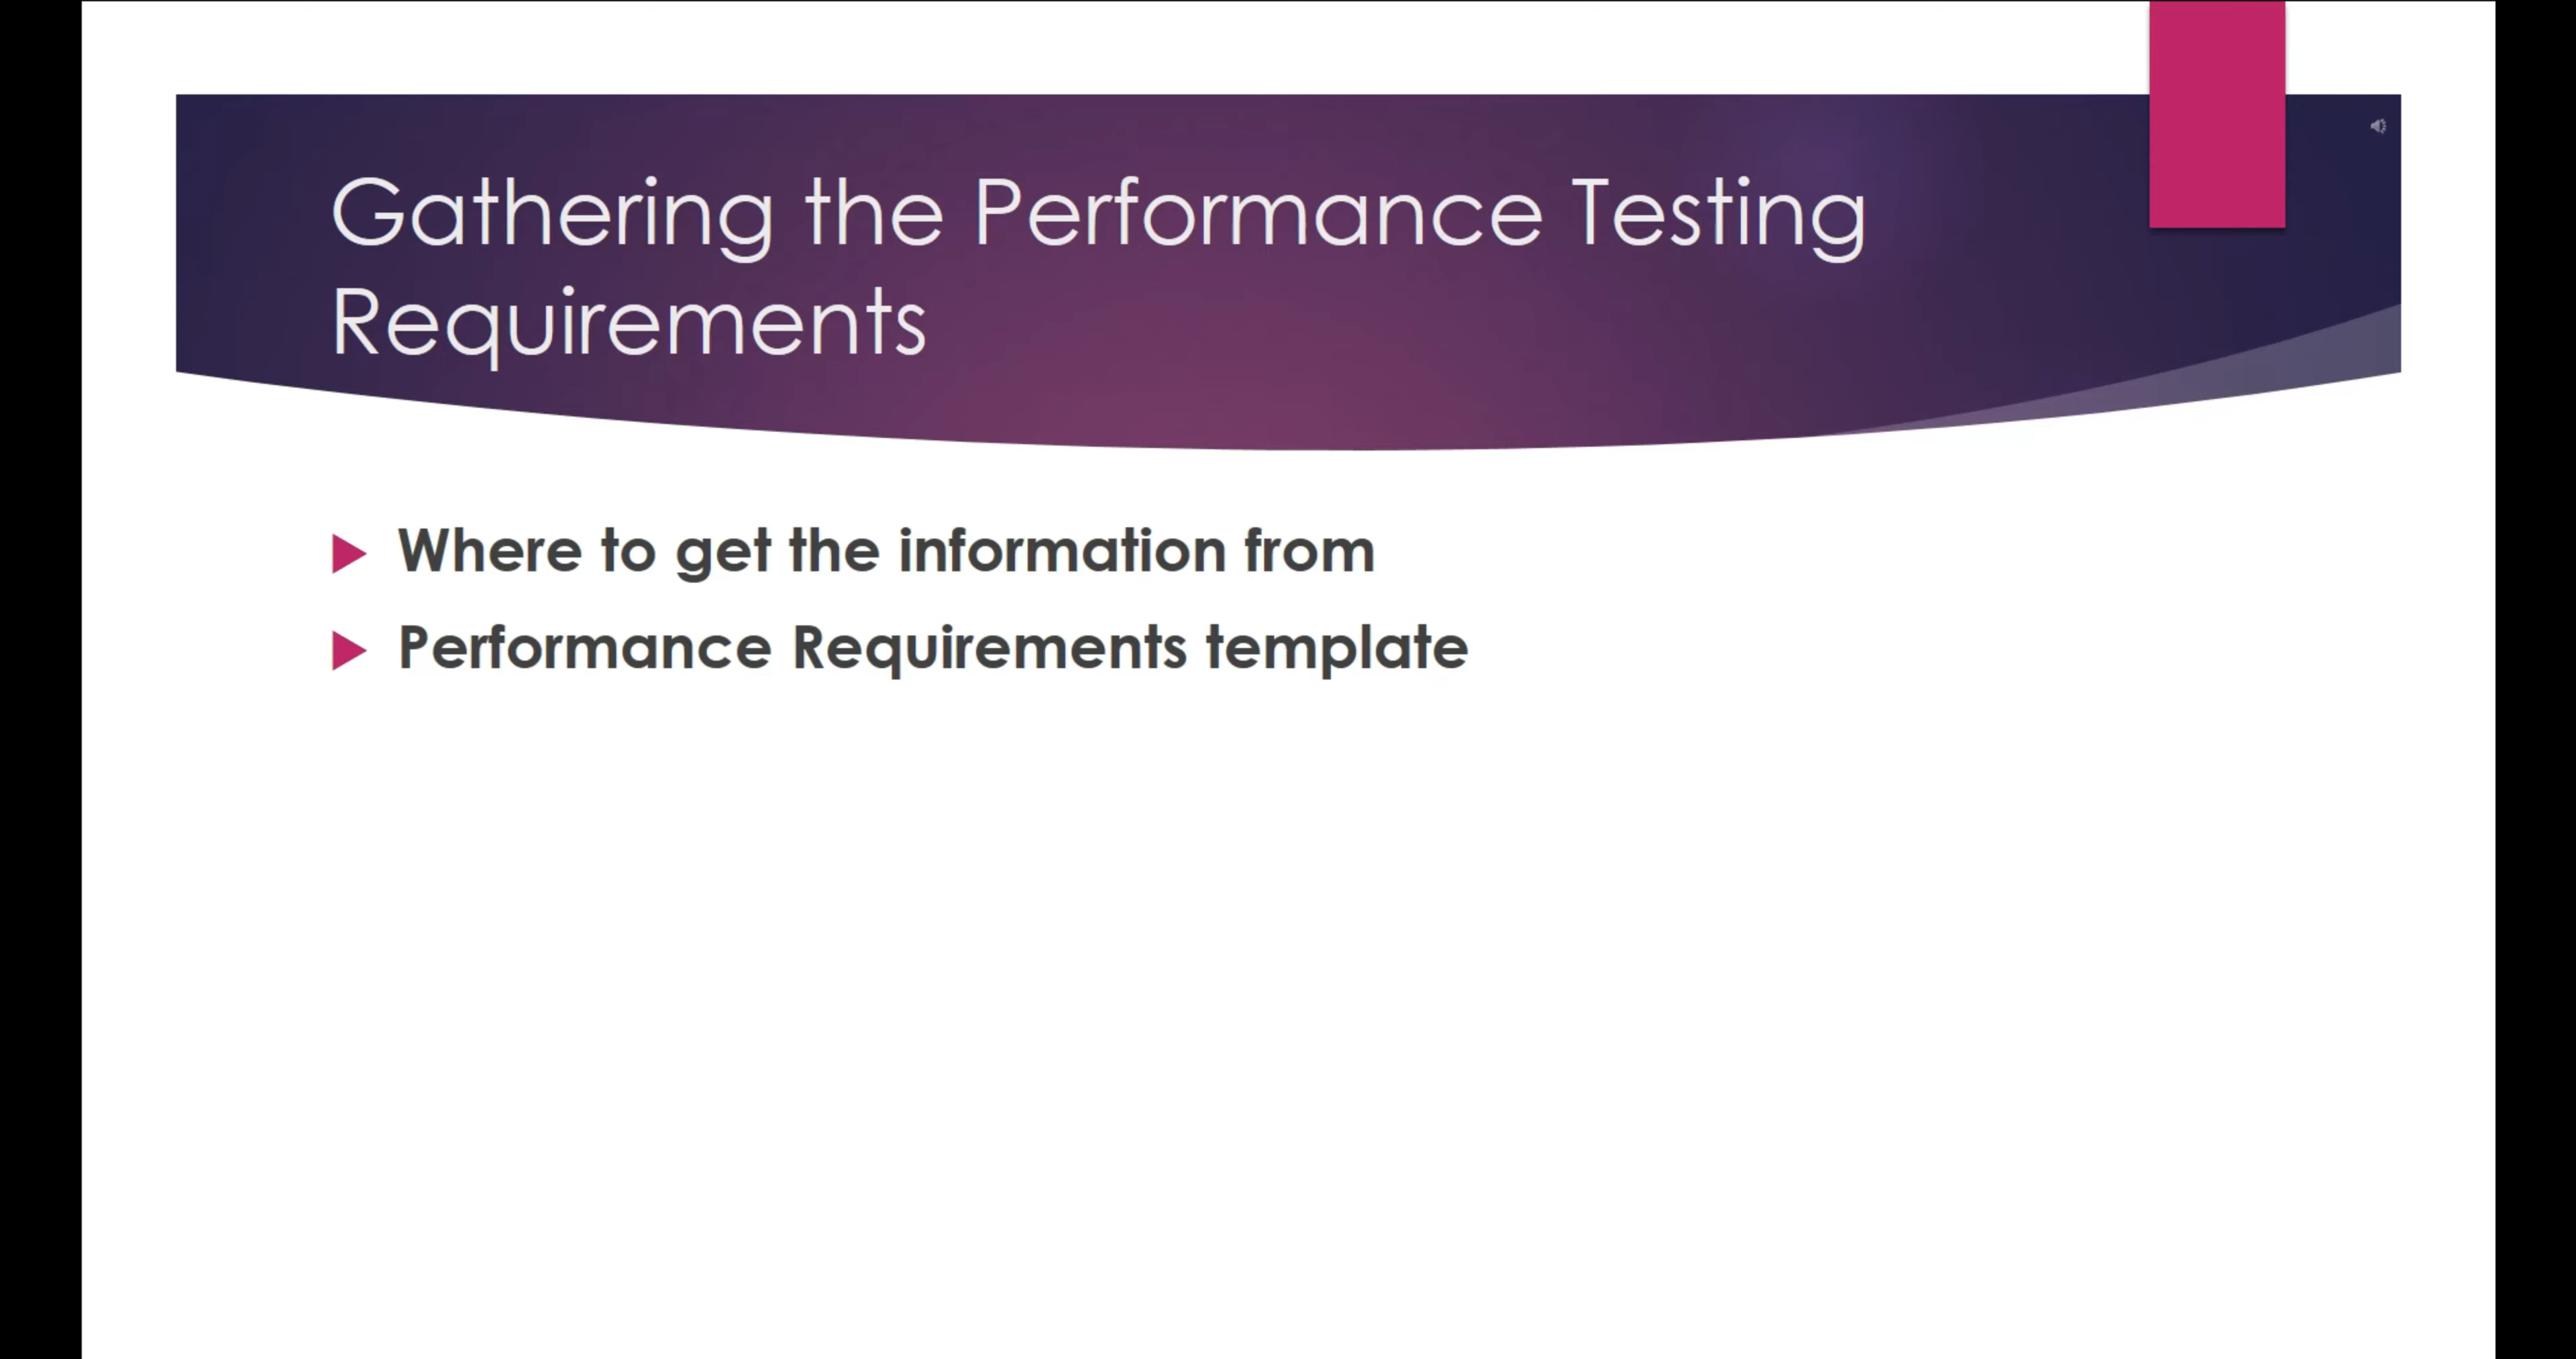 Gathering the Performance Testing
Requirements
Where to get the information from
Performance Requirements template